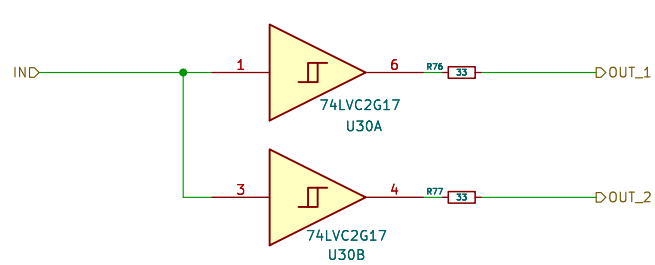 IN
1
6
R76
33
OUT_1
74LVC2G17
U30A
3
4
R77
33
OUT_2
74LVC2G17
U30B